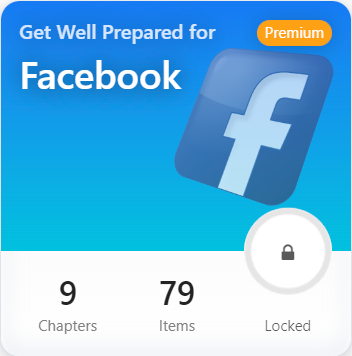 Get Well Prepared for
Premium
Facebook
f
9
79
Chapters
Items
Locked